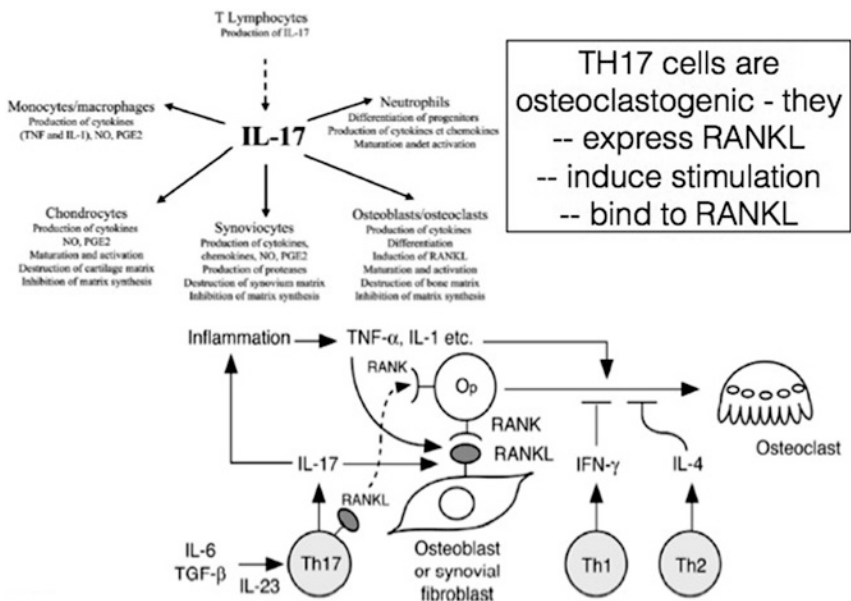 T Lymphocytes
Production of IL-17
Monocytes/macrophages
Production of cytokines
(TNF and IL-1), NO, PGE2
IL-17
Neutrophils
Differentiation of progenitors
Production of cytokines et chemokines
Maturation andet activation
Chondrocytes
Production of cytokines
NO, PGE2
Maturation and activation
Destruction of cartilage matrix
Inhibition of matrix synthesis
Synoviocytes
Production of cytokines,
chemokines, NO, PGE2
Production of proteases
Destruction of synovium matrix
Inhibition of matrix synthesis
Osteoblasts/osteoclasts
Production of cytokines
Differentiation
Induction of RANKL
Maturation and activation
Destruction of bone matrix
Inhibition of matrix synthesis
TH17 cells are
osteoclastogenic - they
-- express RANKL
-- induce stimulation
-- bind to RANKL
Inflammation
TNF-α, IL-1 etc.
RANK
Op
RANK
RANKL
Osteoclast
IL-17
RANKL
IFN-γ
IL-4
IL-6
TGF-β
IL-23
Th17
Osteoblast
or synovial
fibroblast
Th1
Th2